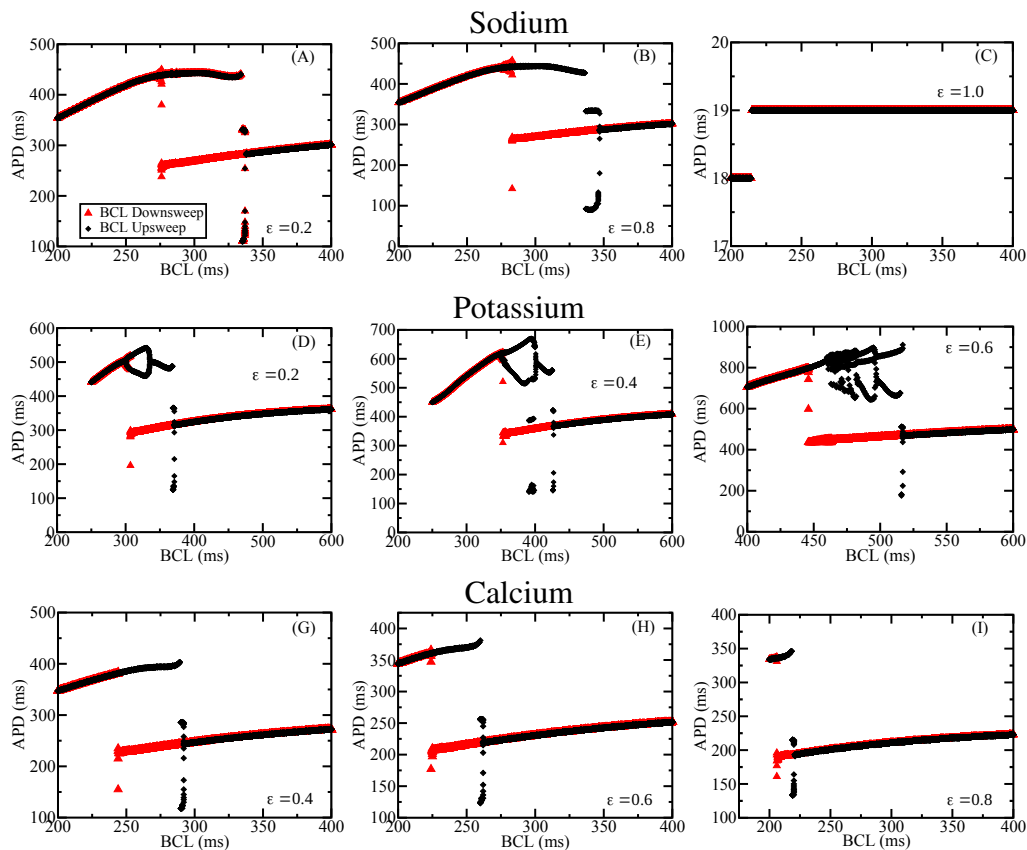 Sodium
(A)
500
400
300
200
100
200 250 300 350 400
APD (ms)
BCL (ms)
BCL Downsweep
BCL Upsweep
ε = 0.2
(B)
500
400
300
200
100
0
200 250 300 350 400
APD (ms)
BCL (ms)
ε = 0.8
(C)
20
19
18
17
200 250 300 350 400
APD (ms)
BCL (ms)
ε = 1.0
Potassium
(D)
600
500
400
300
200
100
0
200 300 400 500 600
APD (ms)
BCL (ms)
ε = 0.2
(E)
700
600
500
400
300
200
100
0
200 300 400 500 600
APD (ms)
BCL (ms)
ε = 0.4
1000
800
600
400
200
0
400 450 500 550 600
APD (ms)
BCL (ms)
ε = 0.6
Calcium
(G)
500
400
300
200
100
200 250 300 350 400
APD (ms)
BCL (ms)
ε = 0.4
(H)
400
350
300
250
200
150
100
200 250 300 350 400
APD (ms)
BCL (ms)
ε = 0.6
(I)
400
350
300
250
200
150
100
200 250 300 350 400
APD (ms)
BCL (ms)
ε = 0.8